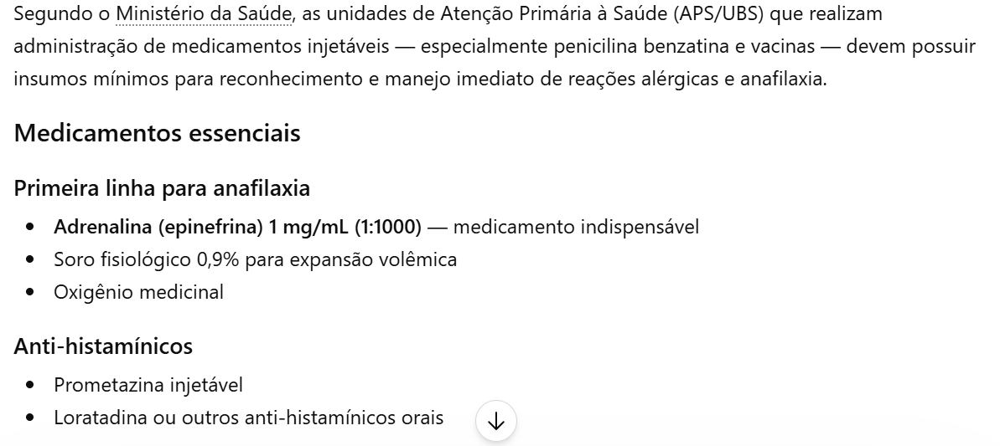 Segundo o Ministério da Saúde, as unidades de Atenção Primária à Saúde (APS/UBS) que realizam
administração de medicamentos injetáveis — especialmente penicilina benzatina e vacinas — devem possuir
insumos mínimos para reconhecimento e manejo imediato de reações alérgicas e anafilaxia.
Medicamentos essenciais
Primeira linha para anafilaxia
• Adrenalina (epinefrina) 1 mg/mL (1:1000) — medicamento indispensável
• Soro fisiológico 0,9% para expansão volêmica
• Oxigênio medicinal
Anti-histamínicos
• Prometazina injetável
• Loratadina ou outros anti-histamínicos orais